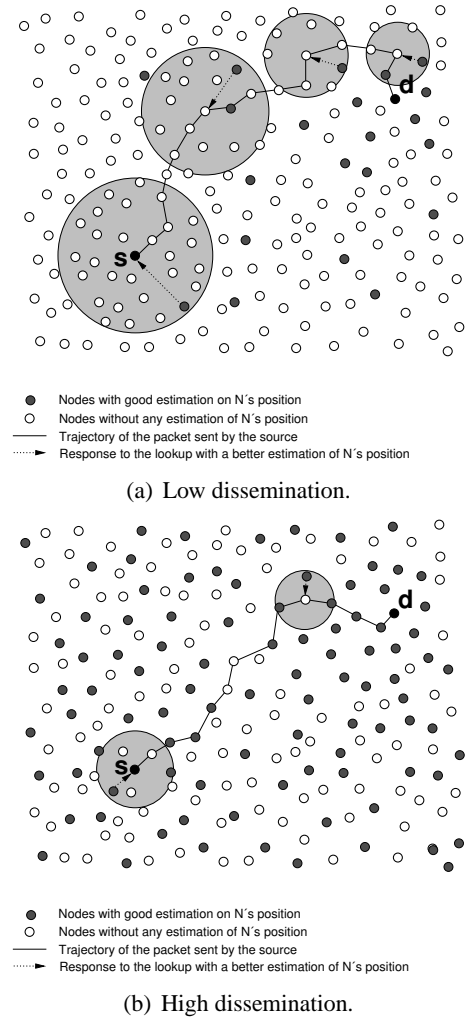 d
s
Nodes with good estimation on N´s position
Nodes without any estimation of N´s position
Trajectory of the packet sent by the source
Response to the lookup with a better estimation of N´s position
(a) Low dissemination.
d
s
Nodes with good estimation on N´s position
Nodes without any estimation of N´s position
Trajectory of the packet sent by the source
Response to the lookup with a better estimation of N´s position
(b) High dissemination.